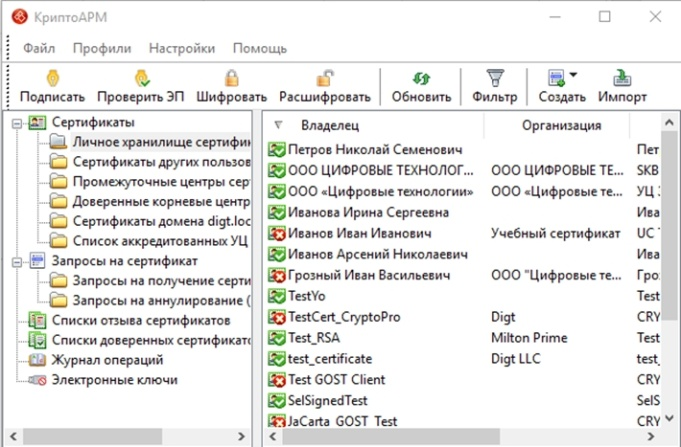 КриптоАРМ
Файл Профили Настройки Помощь
Подписать Проверить ЭП Шифровать Расшифровать Обновить Фильтр Создать Импорт
Сертификаты
Личное хранилище сертифик
Сертификаты других пользов
Промежуточные центры сер
Доверенные корневые центр
Сертификаты домена digt.loc
Список аккредитованных УЦ
Запросы на сертификат
Запросы на получение серти
Запросы на аннулирование (
Списки отзыва сертификатов
Списки доверенных сертификато
Журнал операций
Электронные ключи
Владелец Организация
Петров Николай Семенович Пет
ООО ЦИФРОВЫЕ ТЕХНОЛОГ... ООО ЦИФРОВЫЕ ТЕ... SKB
ООО «Цифровые технологии» ООО «Цифровые те... УЦ
Иванова Ирина Сергеевна Ива
Иванов Иван Иванович Учебный сертификат UC
Иванов Арсений Николаевич Ива
Грозный Иван Васильевич ООО "Цифровые те... Гро
TestYo Test
TestCert_CryptoPro Digt CRY
Test_RSA Milton Prime Test
test_certificate Digt LLC test_
Test GOST Client CRY
SelSignedTest SelS
JaCarta GOST Test CRY